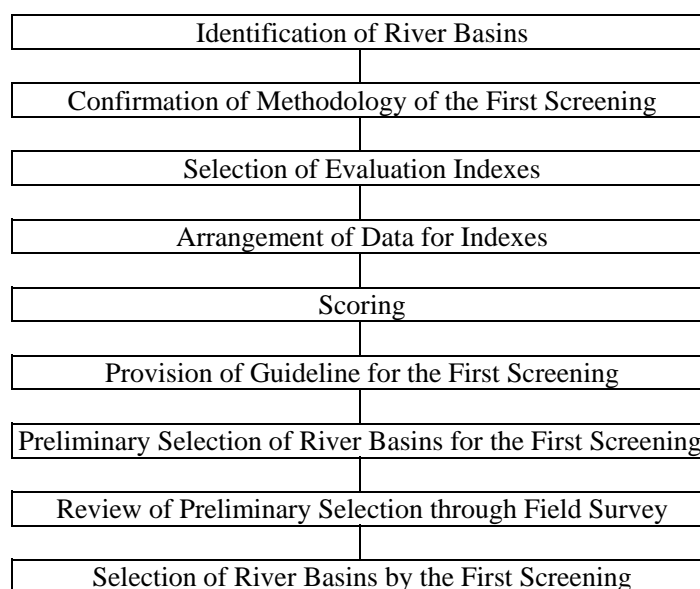 Identification of River Basins
Confirmation of Methodology of the First Screening
Selection of Evaluation Indexes
Arrangement of Data for Indexes
Scoring
Provision of Guideline for the First Screening
Preliminary Selection of River Basins for the First Screening
Review of Preliminary Selection through Field Survey
Selection of River Basins by the First Screening